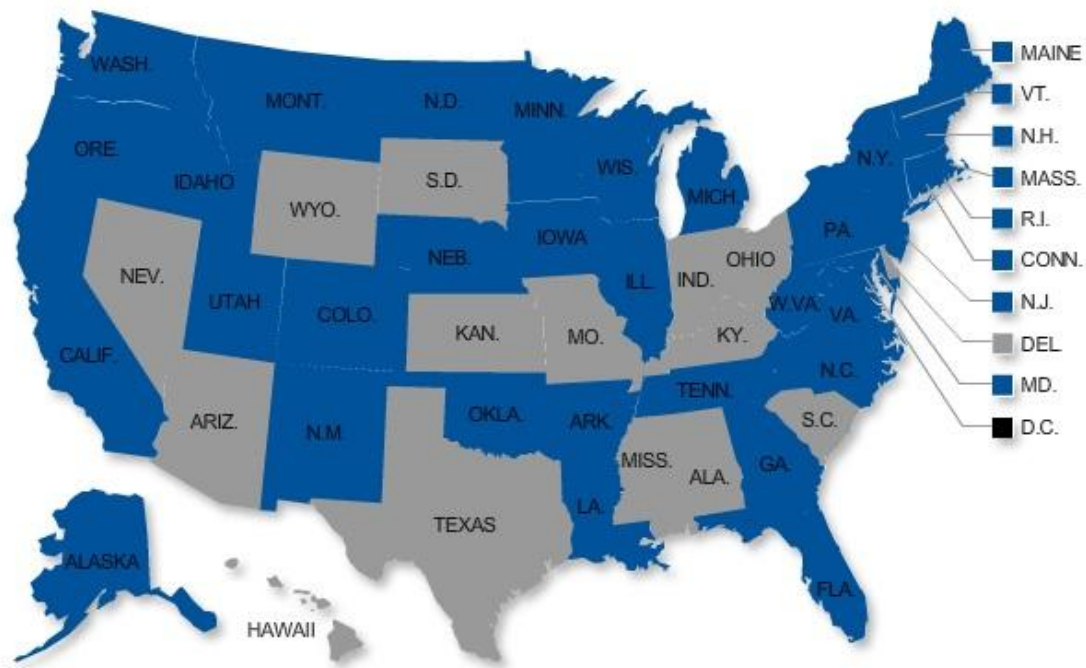 WASH.
MONT.
N.D.
MINN.
MAINE
VT.
N.H.
MASS.
R.I.
CONN.
N.J.
DEL
MD.
D.C.
ORE.
IDAHO
S.D.
WIS.
MICH.
N.Y.
WYO.
IOWA
PA.
NEV.
UTAH
COLO.
NEB.
ILL.
IND.
OHIO
W.VA.
VA.
CALIF.
KAN.
MO.
KY.
N.C.
ARIZ.
N.M.
OKLA.
ARK.
TENN.
S.C.
TEXAS
LA.
MISS.
ALA.
GA.
FLA.
ALASKA
HAWAII